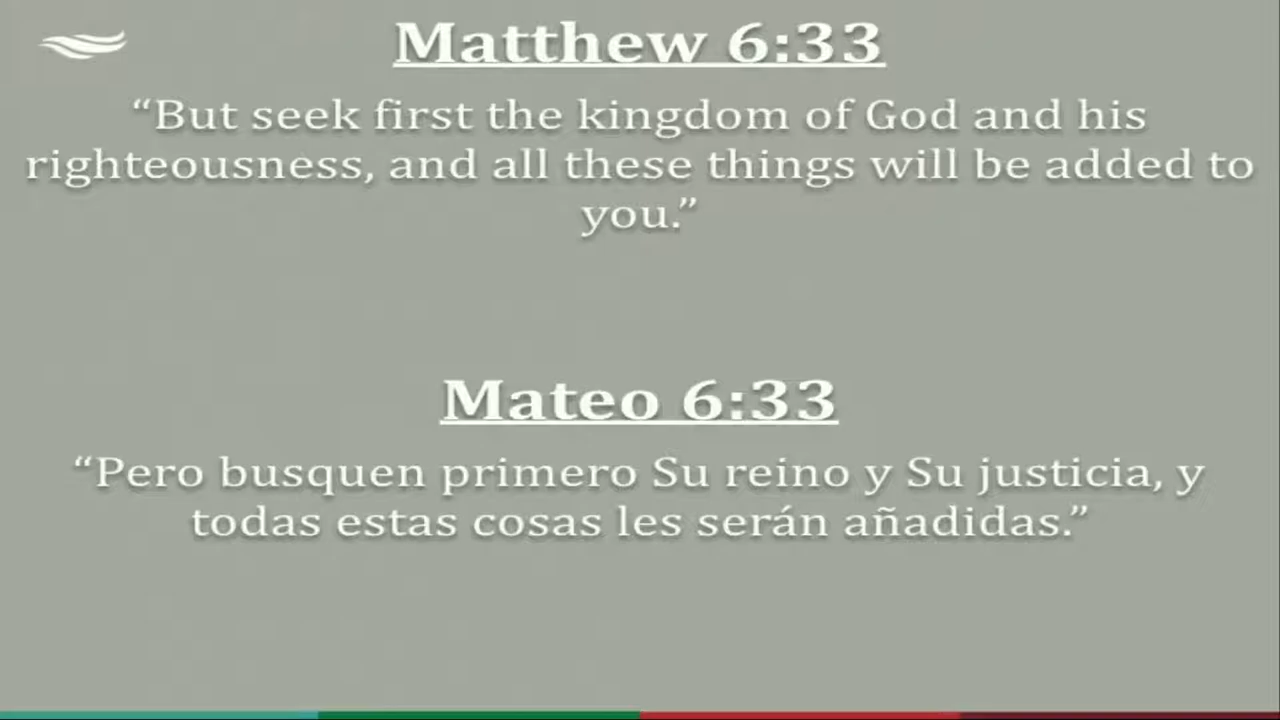 Matthew 6:33
“But seek first the kingdom of God and his
righteousness, and all these things will be added to
you.”
Mateo 6:33
“Pero busquen primero Su reino y Su justicia, y
todas estas cosas les serán añadidas.”